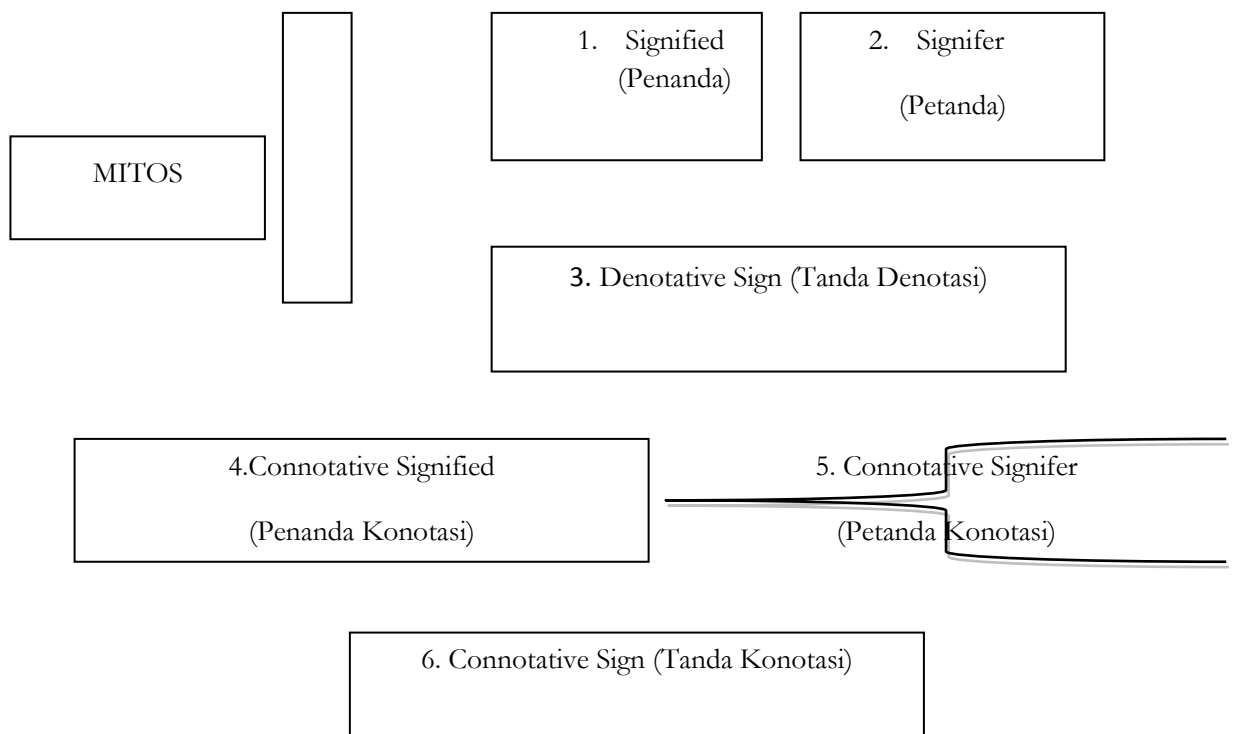 1. Signified
(Penanda)
2. Signifer
(Petanda)
MITOS
3. Denotative Sign (Tanda Denotasi)
4.Connotative Signified
(Penanda Konotasi)
5. Connotative Signifer
(Petanda Konotasi)
6. Connotative Sign (Tanda Konotasi)